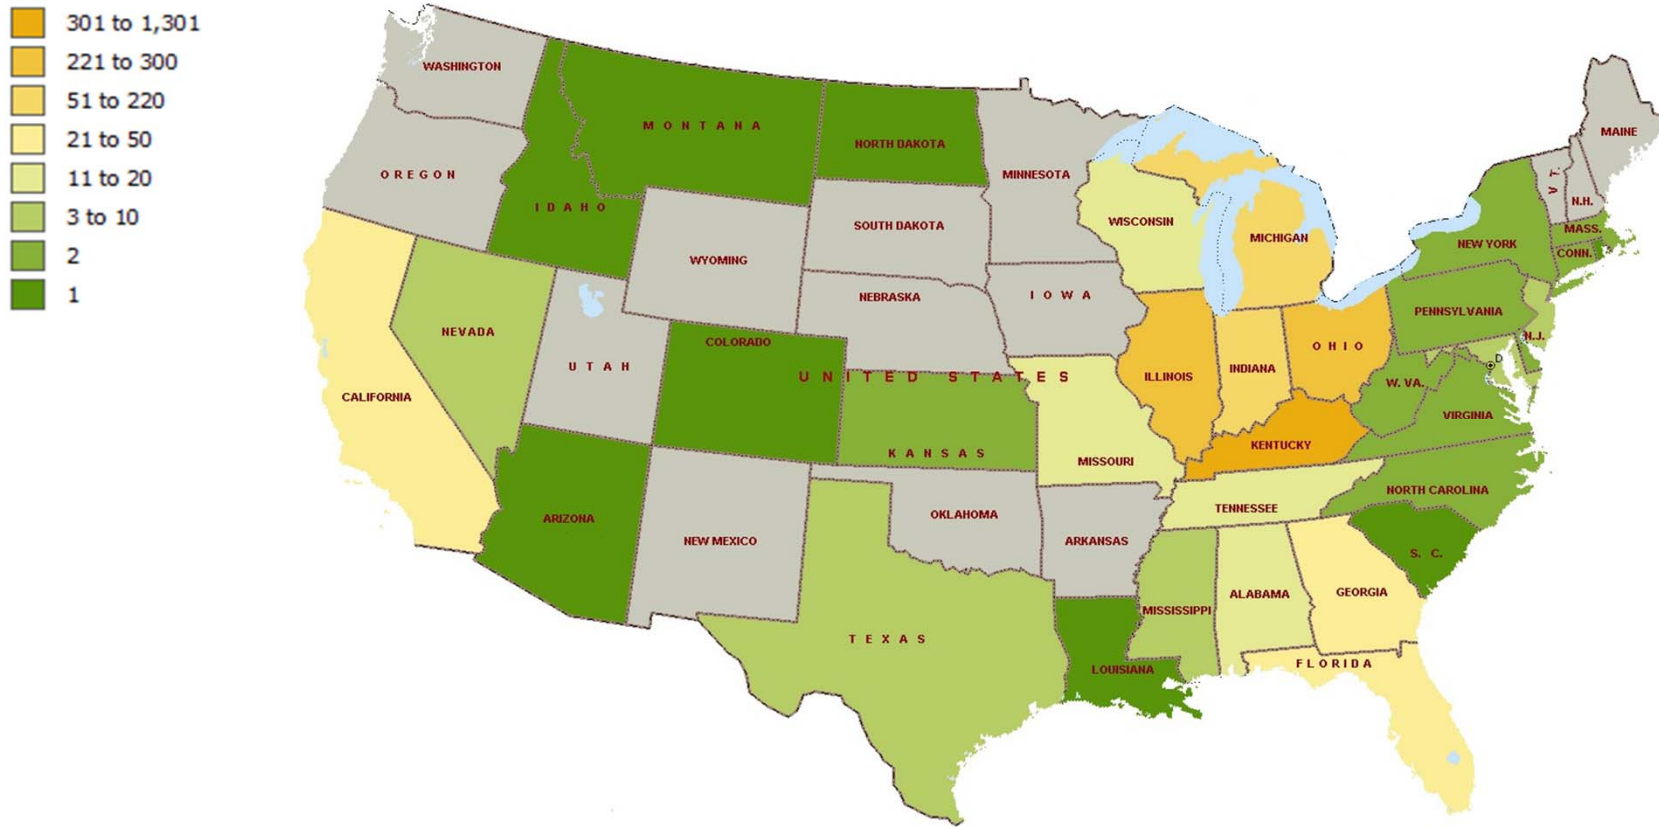 301 to 1,301
221 to 300
51 to 220
21 to 50
11 to 20
3 to 10
2
1
WASHINGTON
MONTANA
NORTH DAKOTA
MAINE
OREGON
MINNESOTA
V T.
N.H.
IDAHO
WISCONSIN
SOUTH DAKOTA
MICHIGAN
MASS.
NEW YORK
CONN.
WYOMING
IOWA
NEBRASKA
PENNSYLVANIA
NEVADA
N.J.
COLORADO
OHIO
UTAH
D
UNITED STATES
ILLINOIS
INDIANA
W. VA.
CALIFORNIA
VIRGINIA
KENTUCKY
KANSAS
MISSOURI
NORTH CAROLINA
TENNESSEE
ARIZONA
OKLAHOMA
NEW MEXICO
ARKANSAS
S. C.
ALABAMA
GEORGIA
MISSISSIPPI
TEXAS
FLORIDA
LOUISIANA